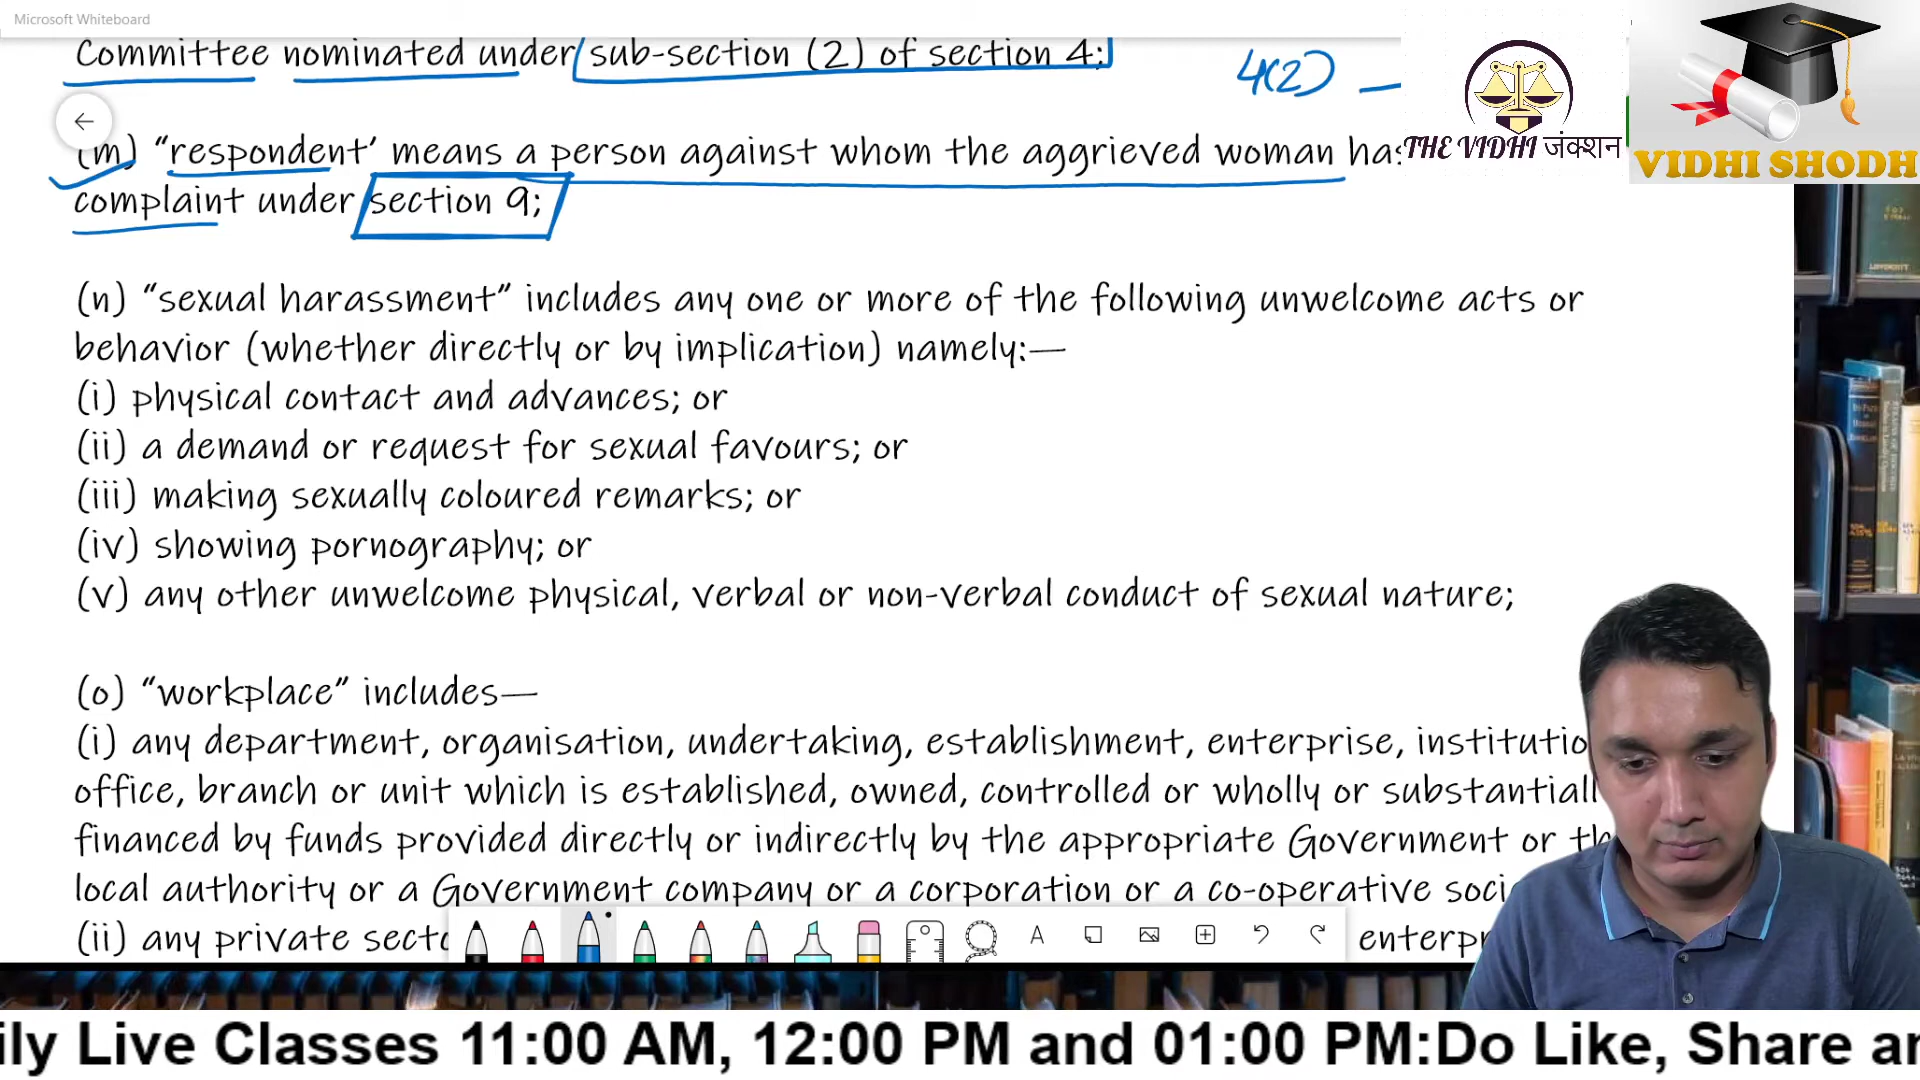 Microsoft Whiteboard
Committee nominated under sub-section (2) of section 4;
4(2)
THE VIDHI जंक्शन
VIDHI SHODH
(m) “respondent’ means a person against whom the aggrieved woman has
complaint under section 9;
(n) “sexual harassment” includes any one or more of the following unwelcome acts or
behavior (whether directly or by implication) namely:—
(i) physical contact and advances; or
(ii) a demand or request for sexual favours; or
(iii) making sexually coloured remarks; or
(iv) showing pornography; or
(v) any other unwelcome physical, verbal or non-verbal conduct of sexual nature;
(o) “workplace” includes—
(i) any department, organisation, undertaking, establishment, enterprise, institutio
office, branch or unit which is established, owned, controlled or wholly or substantiall
financed by funds provided directly or indirectly by the appropriate Government or th
local authority or a Government company or a corporation or a co-operative soci
(ii) any private secto enterpr
ily Live Classes 11:00 AM, 12:00 PM and 01:00 PM:Do Like, Share an